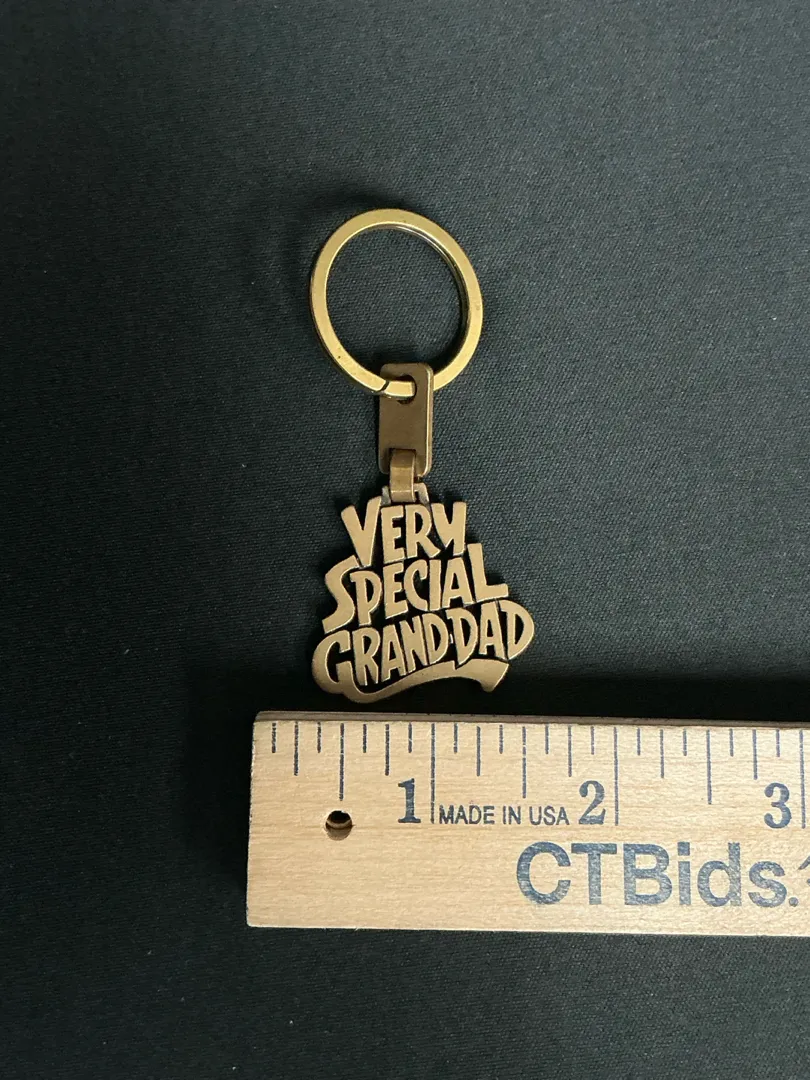 VERY
SPECIAL
GRAND-DAD
1 MADE IN USA 2 3
CTBids.